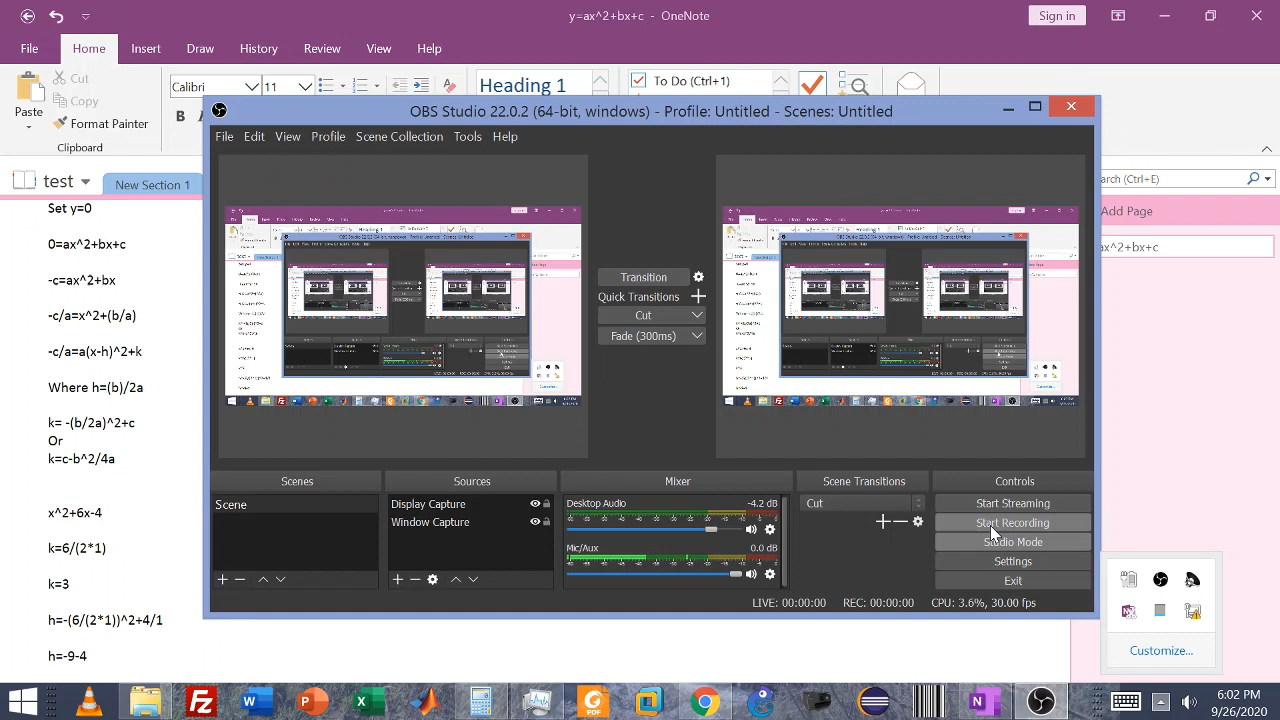 y=ax^2+bx+c - OneNote
Sign in
File Home Insert Draw History Review View Help
Paste
Cut
Copy
Format Painter
Clipboard
Calibri 11
B
Heading 1
To Do (Ctrl+1)
test
New Section 1
arch (Ctrl+E)
Add Page
ax^2+bx+c
Set y=0
0=ax^2+bx+c
-c=ax^2+bx
-c/a=x^2+(b/a)
-c/a=a(x+h)^2+k
Where h=(b)/2a
k= -(b/2a)^2+c
Or
k=c-b^2/4a
x^2+6x-4
k=6/(2*1)
k=3
h=-(6/(2*1))^2+4/1
h=-9-4
OBS Studio 22.0.2 (64-bit, windows) - Profile: Untitled - Scenes: Untitled
File Edit View Profile Scene Collection Tools Help
Transition
Quick Transitions
Cut
Fade (300ms)
Scenes
Scene
Sources
Display Capture
Window Capture
Mixer
Desktop Audio -4.2 dB
Mic/Aux 0.0 dB
Scene Transitions
Cut
Controls
Start Streaming
Start Recording
Studio Mode
Settings
Exit
LIVE: 00:00:00 REC: 00:00:00 CPU: 3.6%, 30.00 fps
Customize...
PDF
6:02 PM
9/26/2020